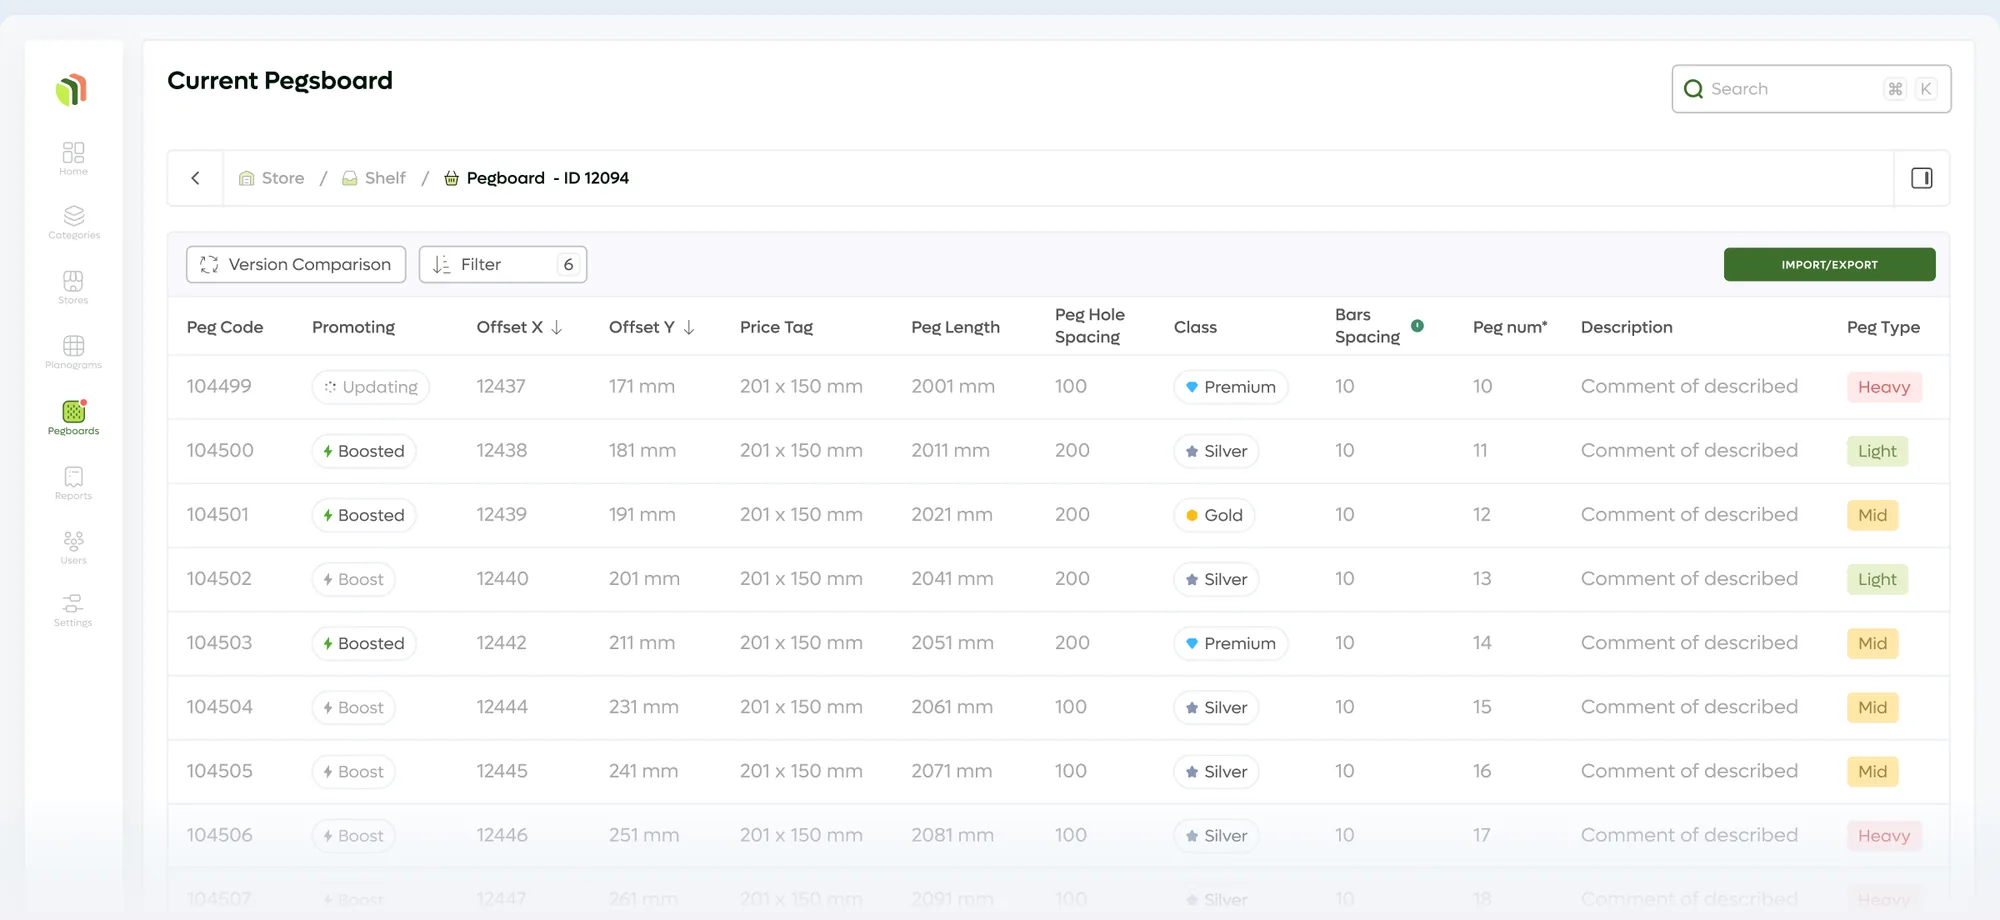 Current Pegsboard
Search ⌘ K
Home
Categories
Stores
Planograms
Pegboards
Reports
Users
Settings
Store / Shelf / Pegboard - ID 12094
Version Comparison Filter 6 IMPORT/EXPORT
Peg Code Promoting Offset X ↓ Offset Y ↓ Price Tag Peg Length Peg Hole Spacing Class Bars Spacing Peg num* Description Peg Type
104499 Updating 12437 171 mm 201 x 150 mm 2001 mm 100 Premium 10 10 Comment of described Heavy
104500 Boosted 12438 181 mm 201 x 150 mm 2011 mm 200 Silver 10 11 Comment of described Light
104501 Boosted 12439 191 mm 201 x 150 mm 2021 mm 200 Gold 10 12 Comment of described Mid
104502 Boost 12440 201 mm 201 x 150 mm 2041 mm 200 Silver 10 13 Comment of described Light
104503 Boosted 12442 211 mm 201 x 150 mm 2051 mm 200 Premium 10 14 Comment of described Mid
104504 Boost 12444 231 mm 201 x 150 mm 2061 mm 100 Silver 10 15 Comment of described Mid
104505 Boost 12445 241 mm 201 x 150 mm 2071 mm 100 Silver 10 16 Comment of described Mid
104506 Boost 12446 251 mm 201 x 150 mm 2081 mm 100 Silver 10 17 Comment of described Heavy
104507 Boost 12447 261 mm 201 x 150 mm 2091 mm 100 Silver 10 18 Comment of described Heavy